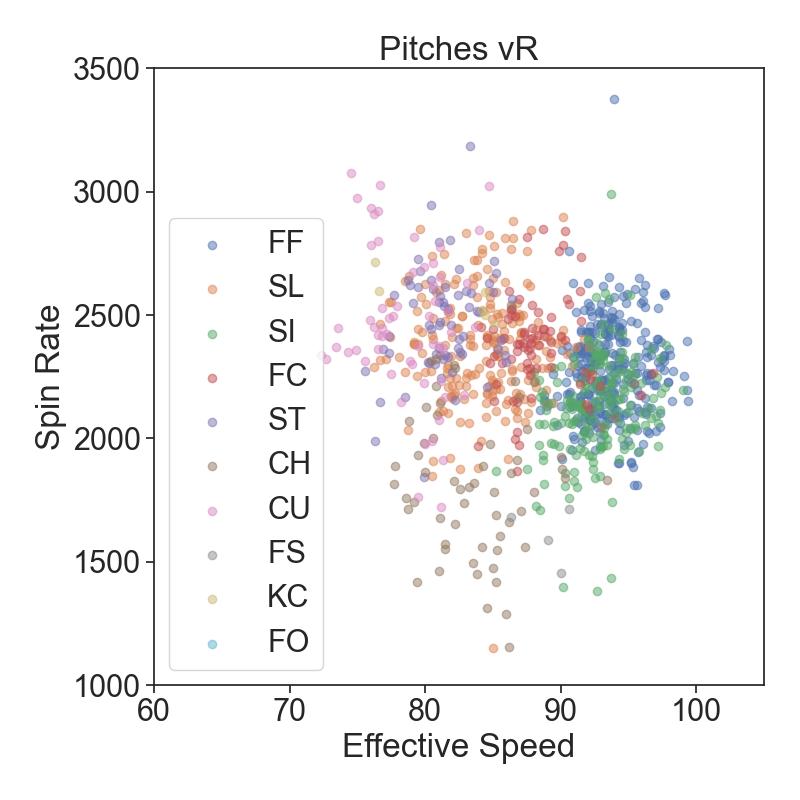 Pitches vR
3500
3000
2500
2000
1500
1000
Spin Rate
FF
SL
SI
FC
ST
CH
CU
FS
KC
FO
60 70 80 90 100
Effective Speed